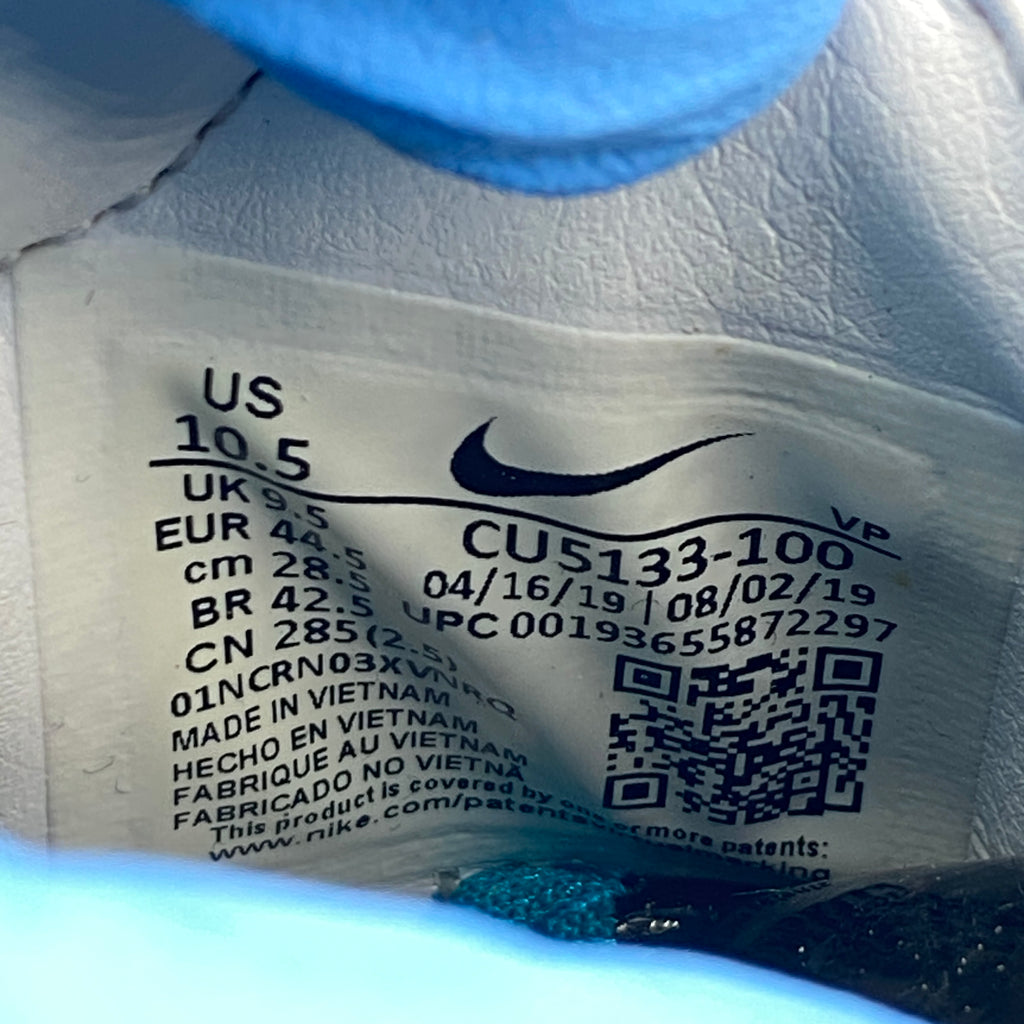 US
10.5
UK 9.5
EUR 44.5
cm 28.5
BR 42.5
CN 285 (2.5)
VP
CU5133-100
04/16/19 | 08/02/19
UPC 00193655872297
01NCRN03XVNRQ
MADE IN VIETNAM
HECHO EN VIETNAM
FABRIQUE AU VIETNAM
FABRICADO NO VIETNÃ
This product is covered by one or more patents:
www.nike.com/patents